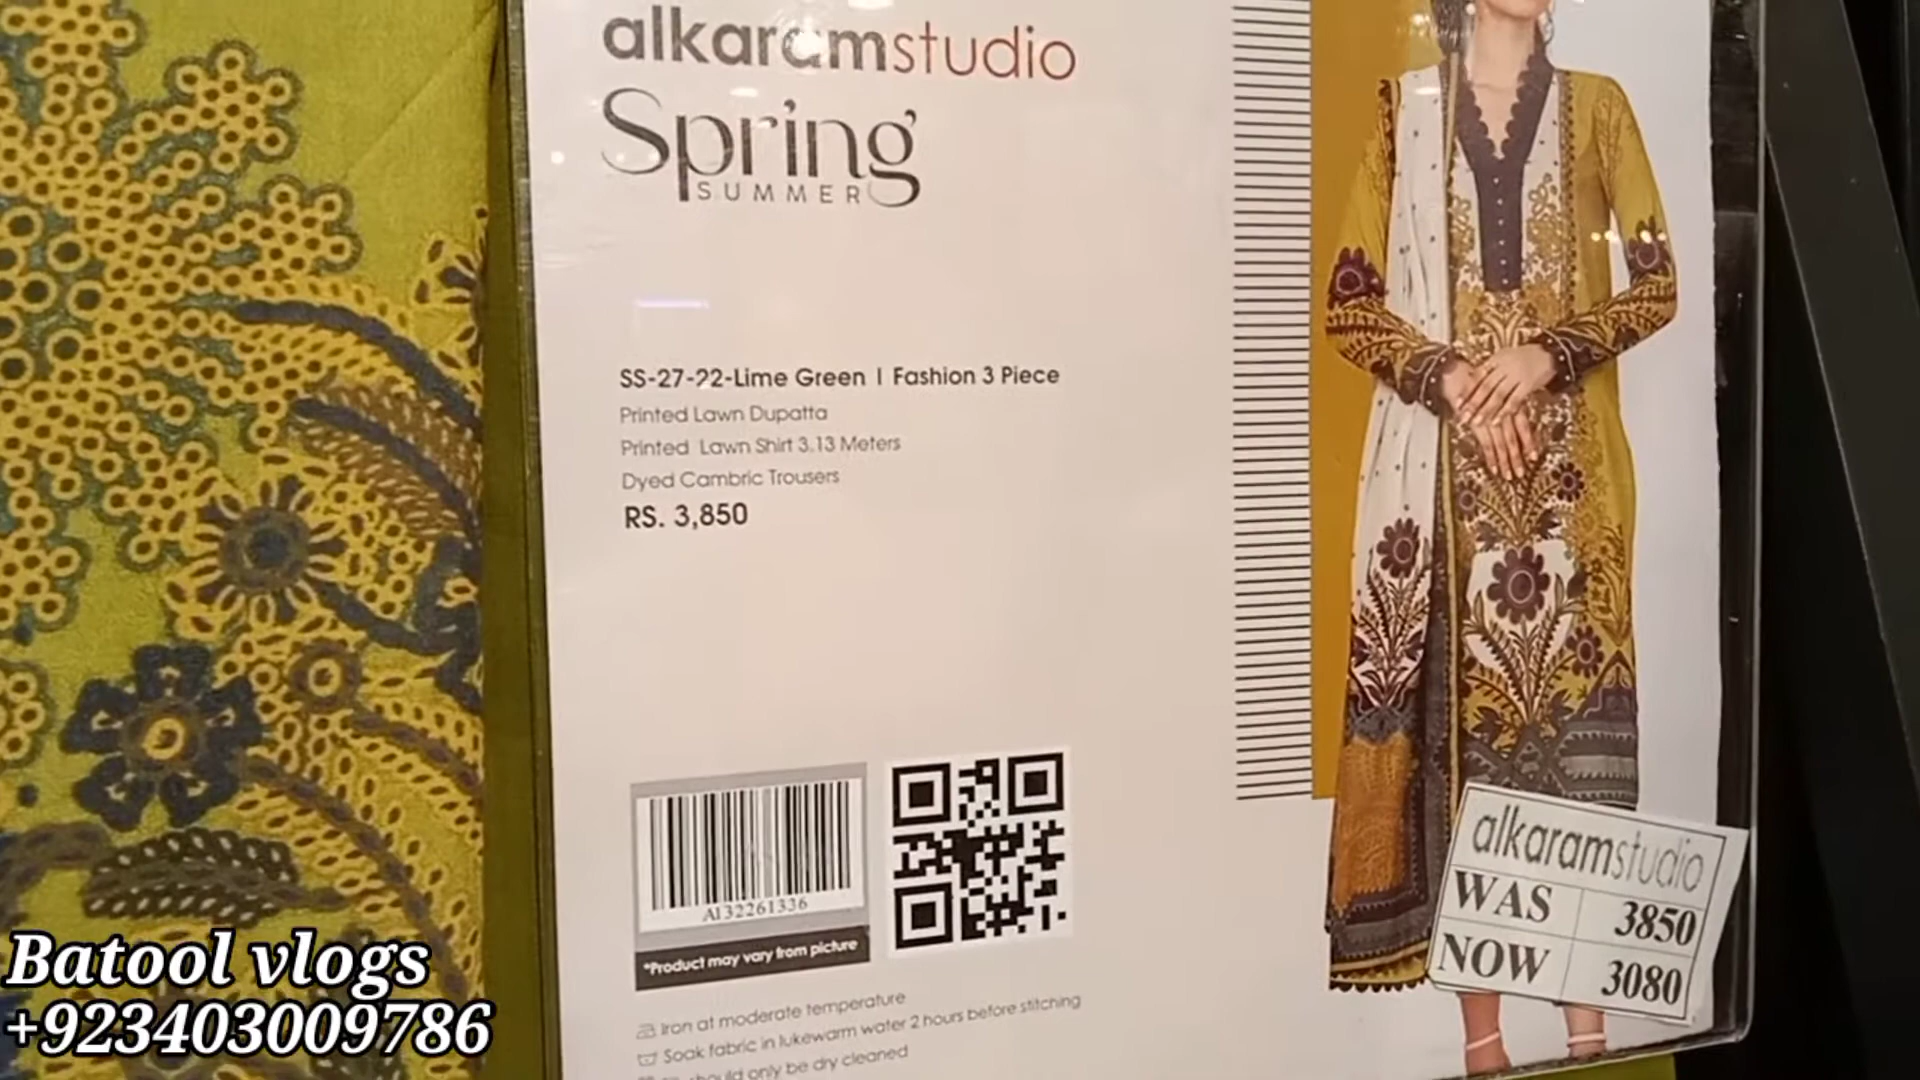 alkaramstudio
Spring
SUMMER
SS-27-22-Lime Green | Fashion 3 Piece
Printed Lawn Dupatta
Printed Lawn Shirt 3.13 Meters
Dyed Cambric Trousers
RS. 3,850
A132261336
*Product may vary from picture
Iron at moderate temperature
Soak fabric in lukewarm water 2 hours before stitching
should only be dry cleaned
alkaramstudio
WAS 3850
NOW 3080
Batool vlogs
+923403009786